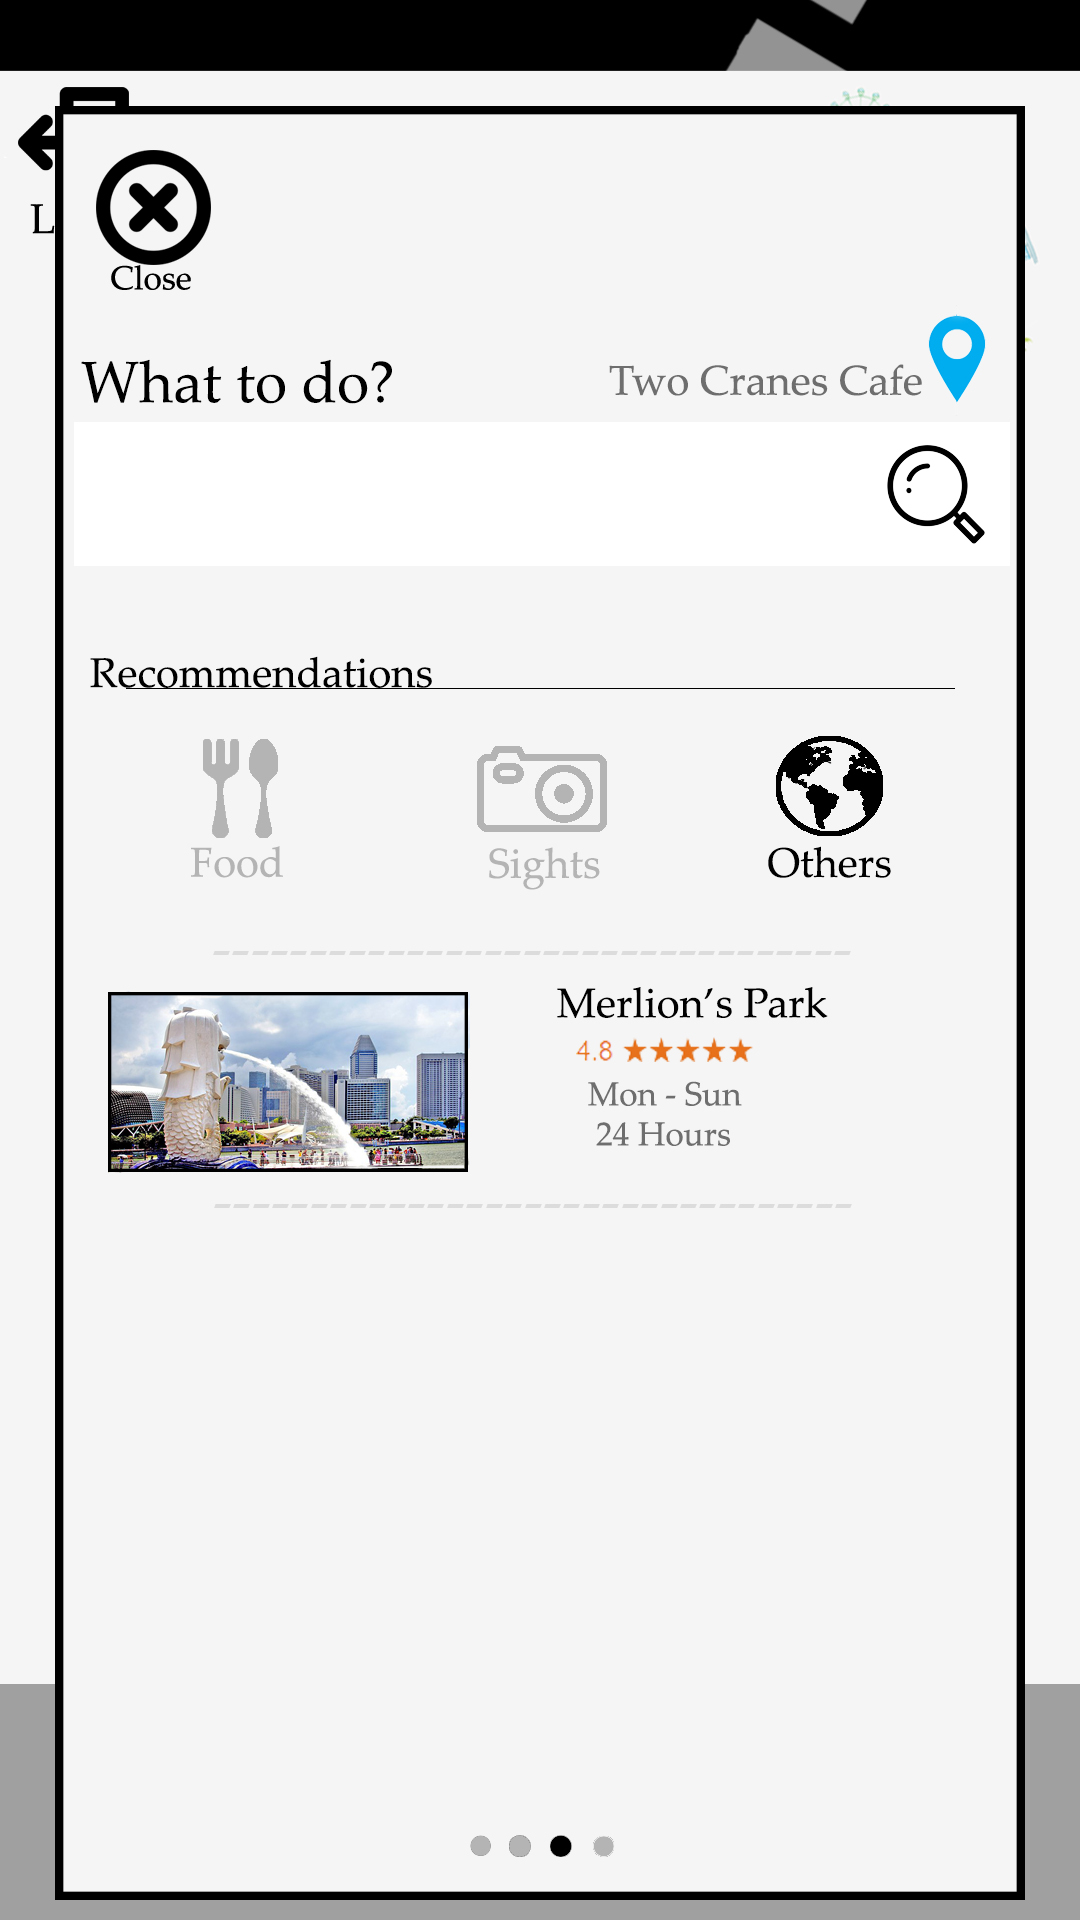 L
Close
What to do?
Two Cranes Cafe
Recommendations
Food
Sights
Others
Merlion’s Park
4.8
Mon - Sun
24 Hours